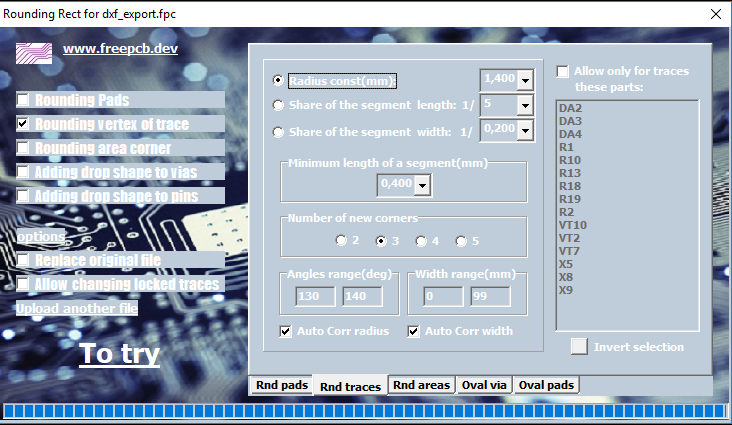 Rounding Rect for dxf_export.fpc
www.freepcb.dev
Rounding Pads
Rounding vertex of trace
Rounding area corner
Adding drop shape to vias
Adding drop shape to pins
options
Replace original file
Allow changing locked traces
Upload another file
To try
Radius const(mm) 1,400
Share of the segment length: 1/ 5
Share of the segment width: 1/ 0,200
Minimum length of a segment(mm)
0,400
Number of new corners
2 3 4 5
Angles range(deg) Width range(mm)
130 140 0 99
Auto Corr radius Auto Corr width
Allow only for traces
these parts:
DA2
DA3
DA4
R1
R10
R13
R18
R19
R2
VT10
VT2
VT7
X5
X8
X9
Invert selection
Rnd pads Rnd traces Rnd areas Oval via Oval pads